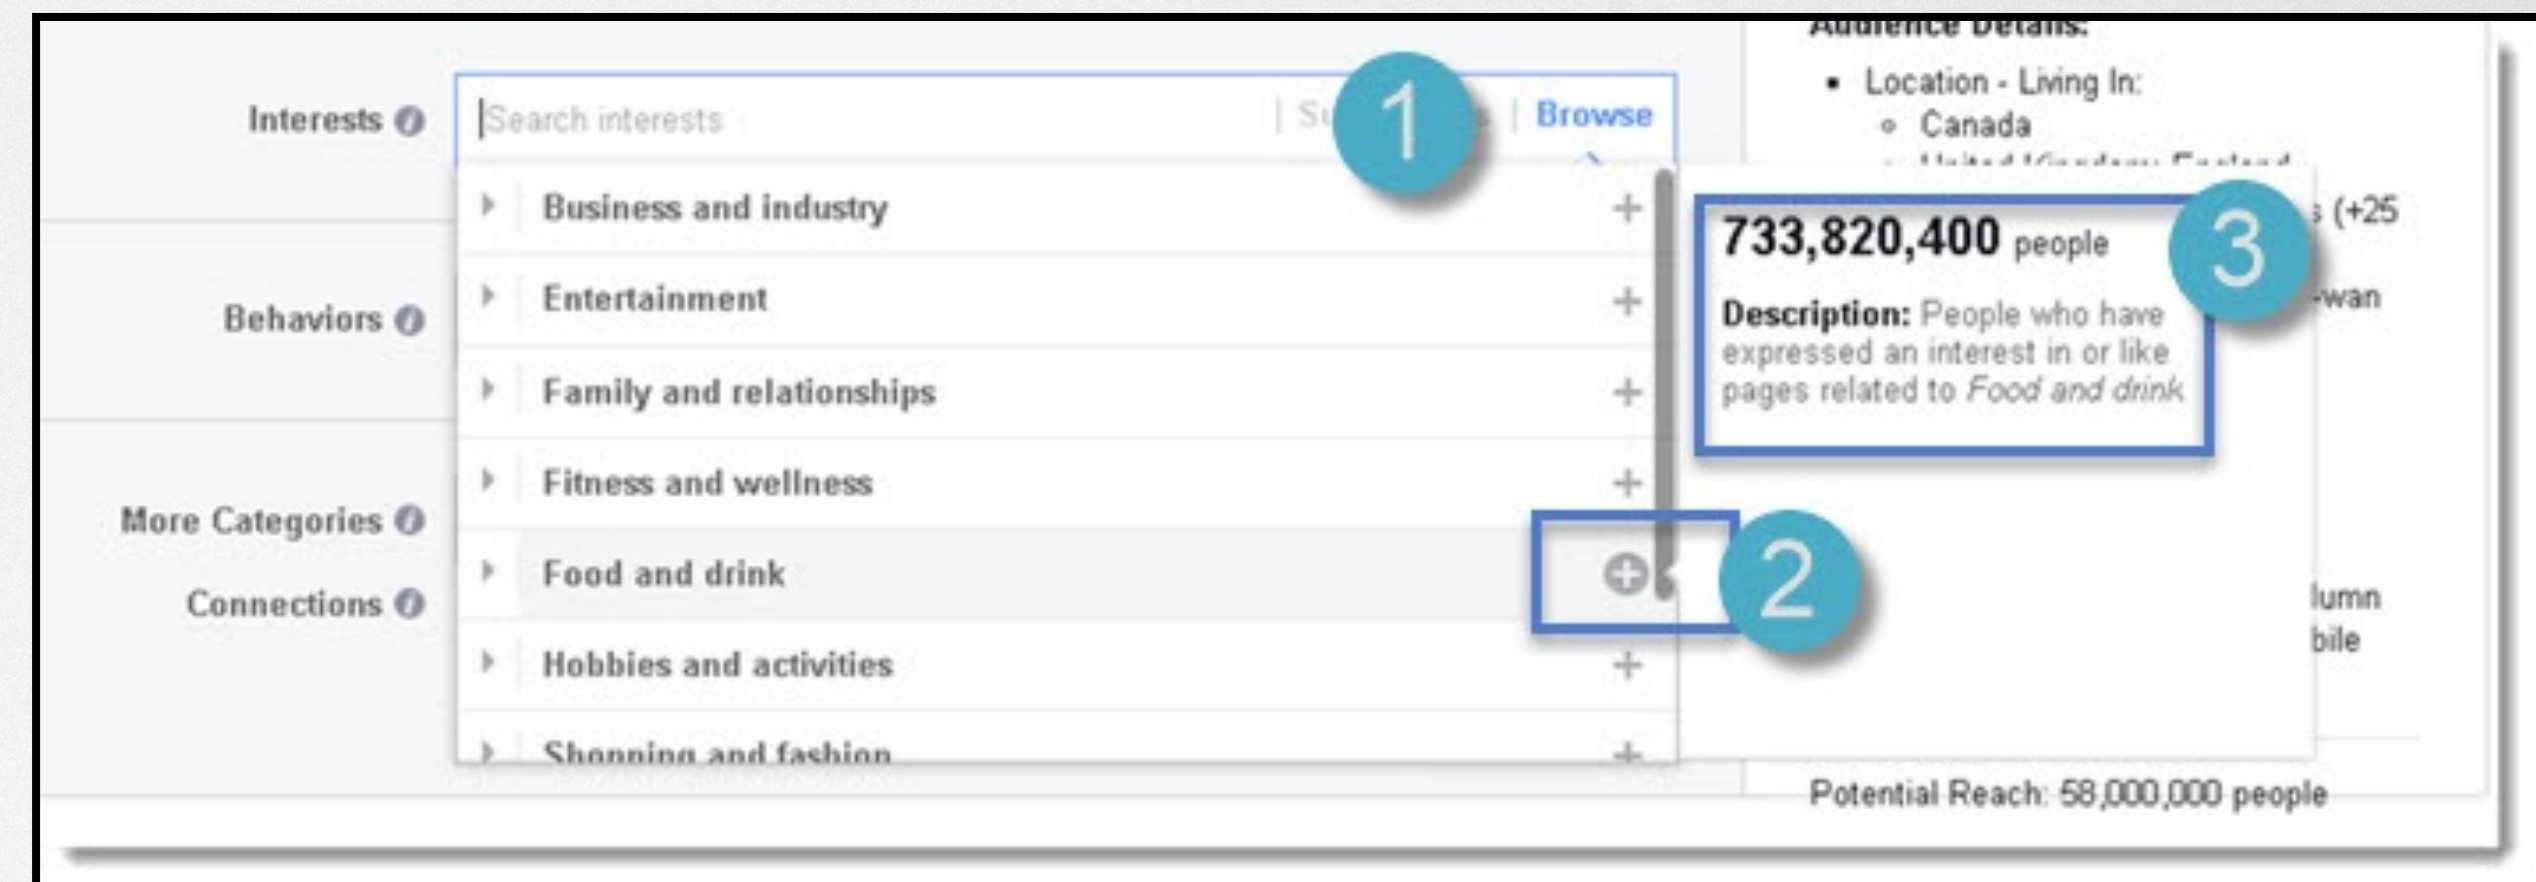 Audience Details:
Location - Living In:
Canada
United Kingdom: England
Interests
Search interests
Browse
1
Business and industry
Entertainment
Family and relationships
Fitness and wellness
Food and drink
Hobbies and activities
Shopping and fashion
Behaviors
More Categories
Connections
2
733,820,400 people
Description: People who have
expressed an interest in or like
pages related to Food and drink
3
(+25
-wan
lumn
bile
Potential Reach: 58,000,000 people